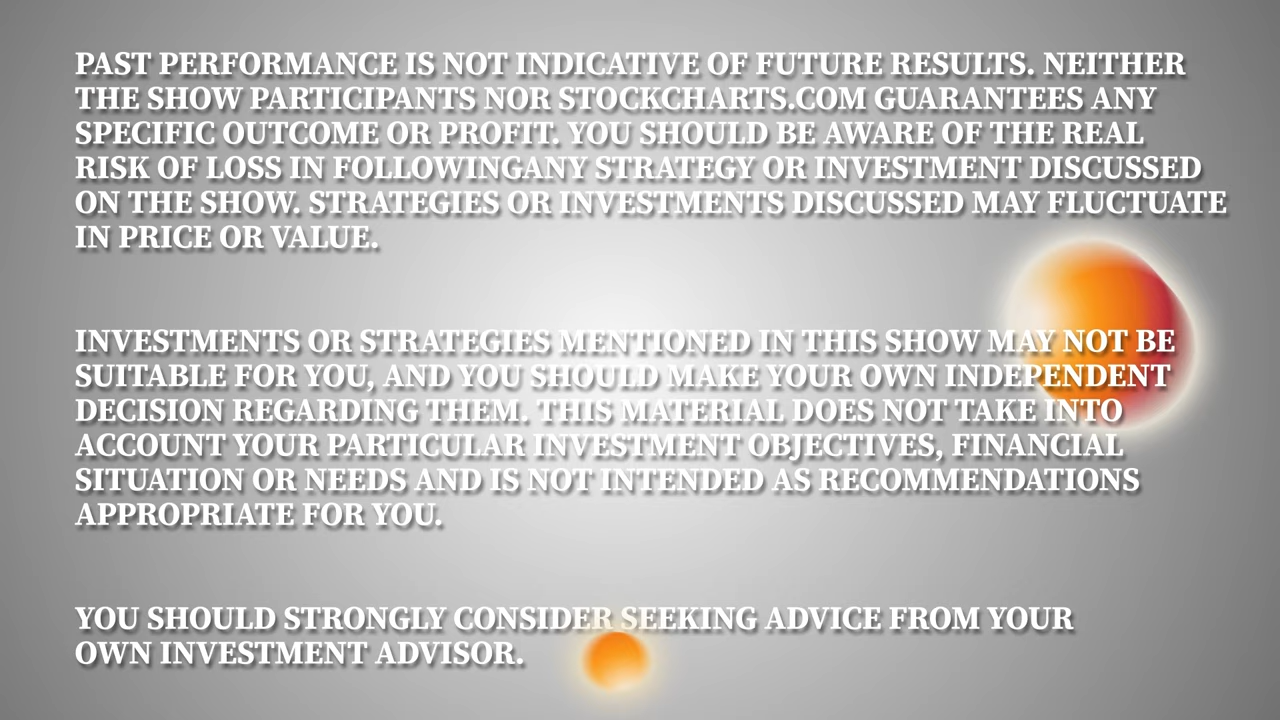 PAST PERFORMANCE IS NOT INDICATIVE OF FUTURE RESULTS. NEITHER
THE SHOW PARTICIPANTS NOR STOCKCHARTS.COM GUARANTEES ANY
SPECIFIC OUTCOME OR PROFIT. YOU SHOULD BE AWARE OF THE REAL
RISK OF LOSS IN FOLLOWINGANY STRATEGY OR INVESTMENT DISCUSSED
ON THE SHOW. STRATEGIES OR INVESTMENTS DISCUSSED MAY FLUCTUATE
IN PRICE OR VALUE.
INVESTMENTS OR STRATEGIES MENTIONED IN THIS SHOW MAY NOT BE
SUITABLE FOR YOU, AND YOU SHOULD MAKE YOUR OWN INDEPENDENT
DECISION REGARDING THEM. THIS MATERIAL DOES NOT TAKE INTO
ACCOUNT YOUR PARTICULAR INVESTMENT OBJECTIVES, FINANCIAL
SITUATION OR NEEDS AND IS NOT INTENDED AS RECOMMENDATIONS
APPROPRIATE FOR YOU.
YOU SHOULD STRONGLY CONSIDER SEEKING ADVICE FROM YOUR
OWN INVESTMENT ADVISOR.